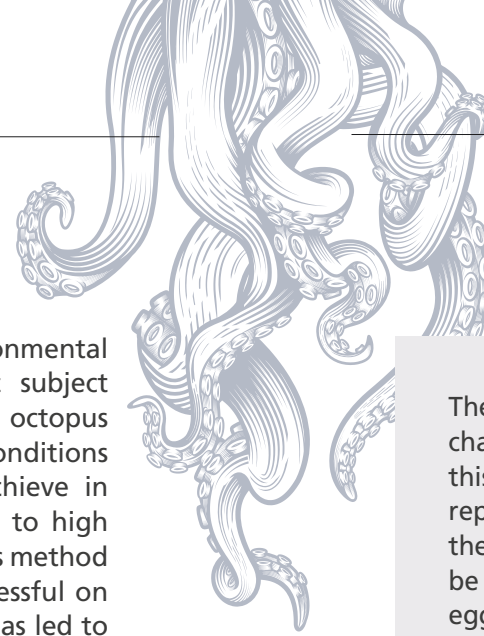 onmental
subject
octopus
onditions
hieve in
to high
s method
essful on
as led to
The
cha
this
rep
the
be
egg